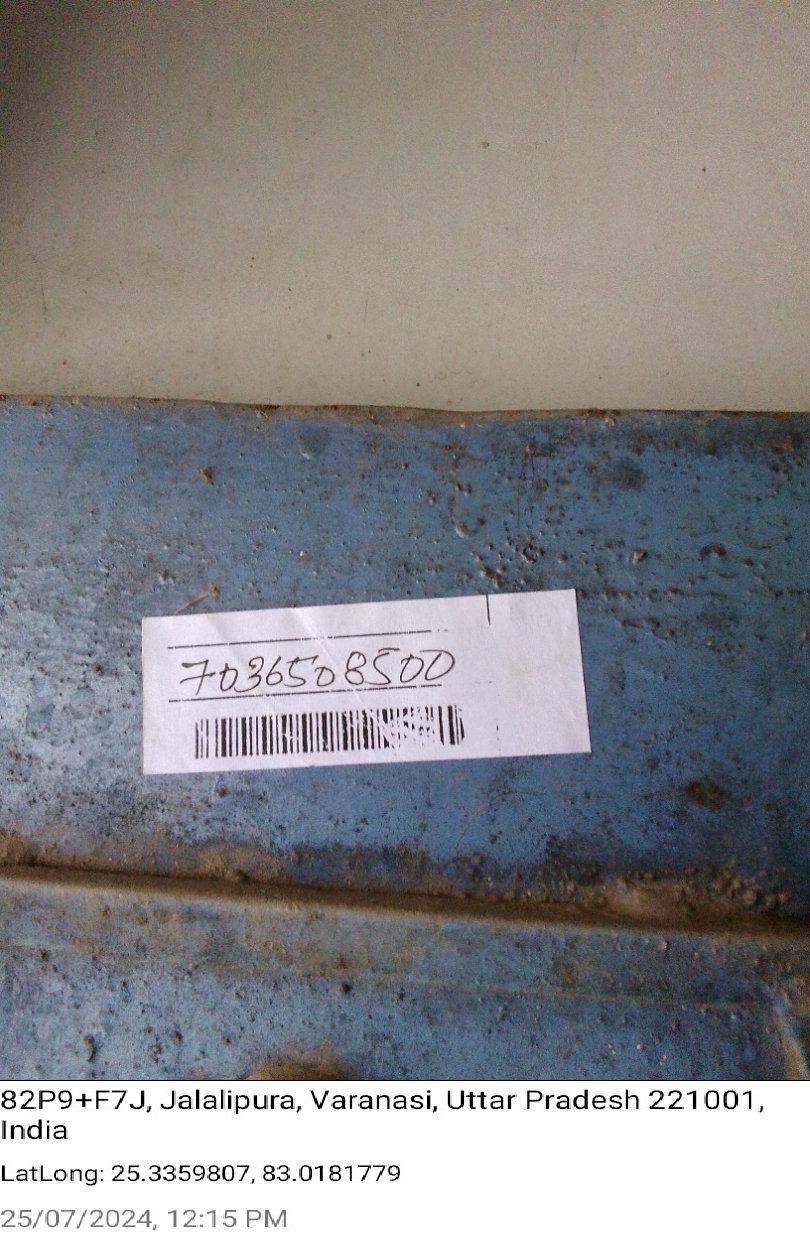 7036508500
82P9+F7J, Jalalipura, Varanasi, Uttar Pradesh 221001,
India
LatLong: 25.3359807, 83.0181779
25/07/2024, 12:15 PM